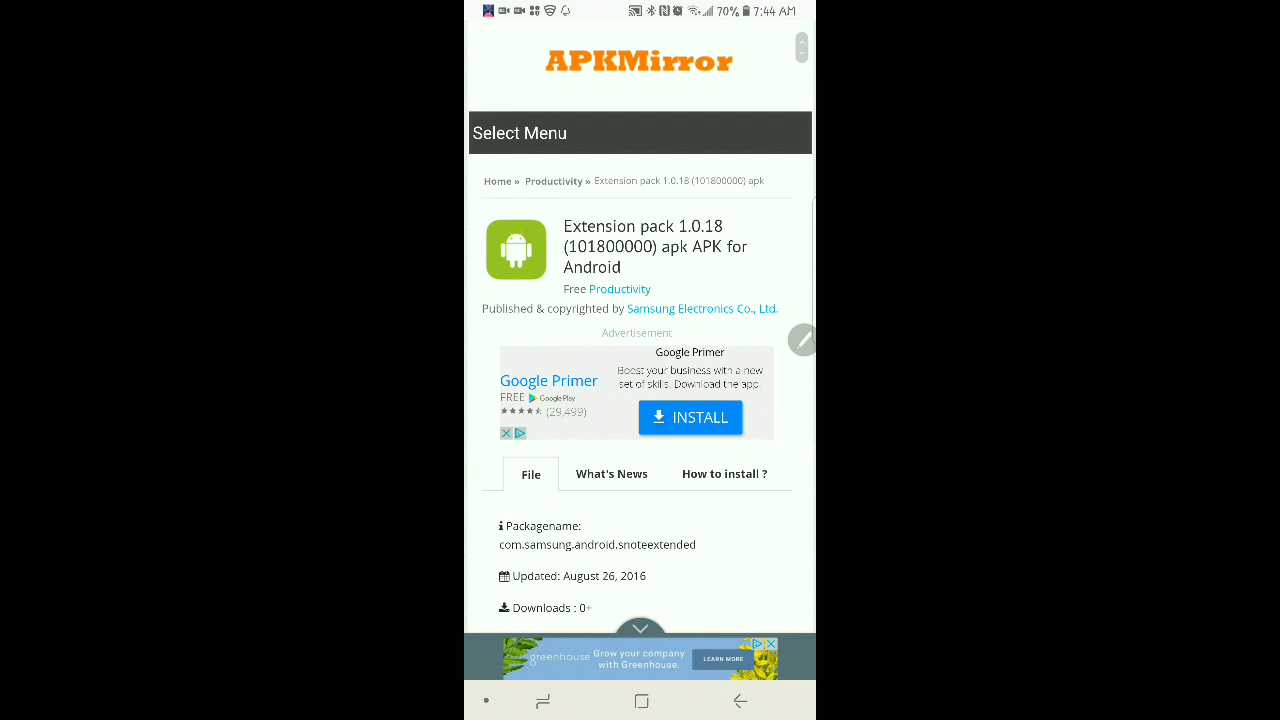 70% 7:44 AM
APKMirror
Select Menu
Home » Productivity » Extension pack 1.0.18 (101800000) apk
Extension pack 1.0.18
(101800000) apk APK for
Android
Free Productivity
Published & copyrighted by Samsung Electronics Co., Ltd.
Advertisement
Google Primer
Boost your business with a new
set of skills. Download the app.
Google Primer
FREE Google Play
(29,499)
INSTALL
File What's News How to install ?
Packagename:
com.samsung.android.snoteextended
Updated: August 26, 2016
Downloads : 0+
greenhouse
Grow your company
with Greenhouse.
LEARN MORE